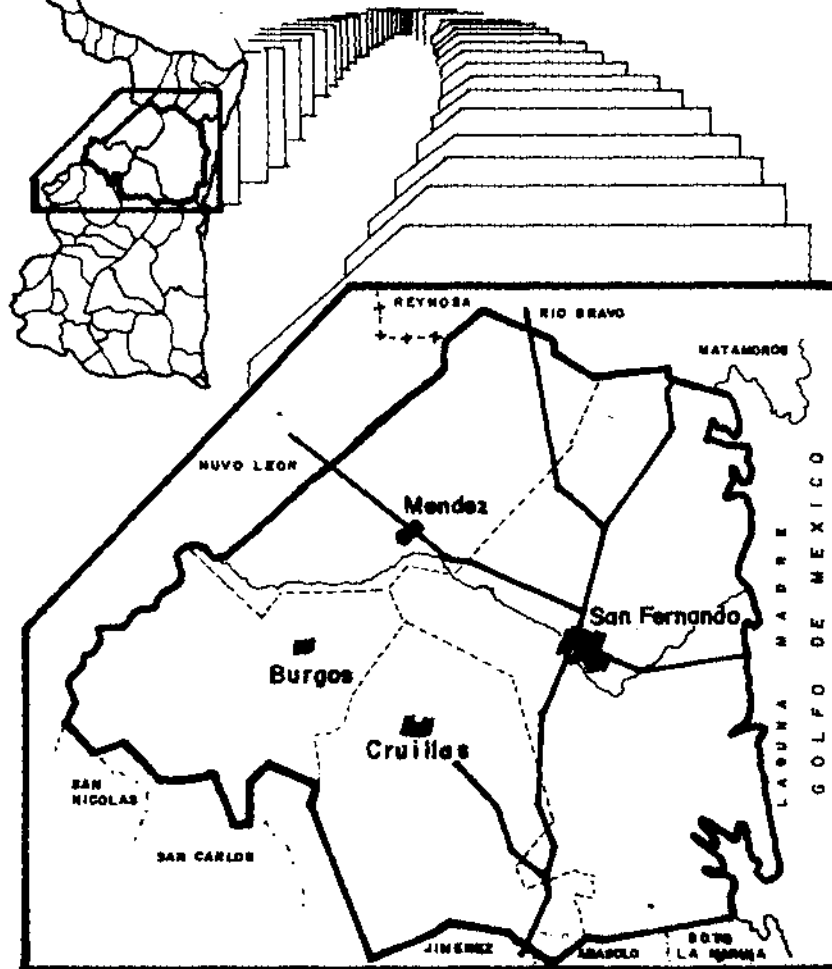 REYNOSA
RIO BRAVO
MATAMOROS
NUVO LEON
Mendez
San Fernando
Burgos
Cruillas
LAGUNA MADRE
GOLFO DE MEXICO
SAN
NICOLAS
SAN CARLOS
JIMENEZ
ABASOLO
SOTO
LA MARINA